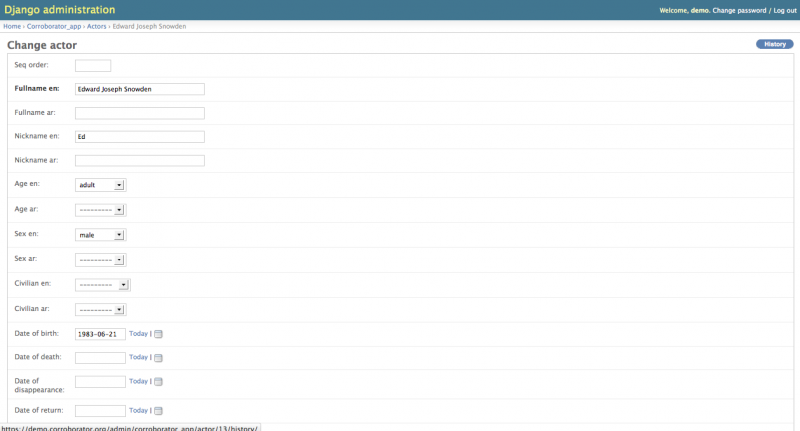 Django administration
Welcome, demo. Change password / Log out
Home › Corroborator_app › Actors › Edward Joseph Snowden
Change actor
History
Seq order:
Fullname en: Edward Joseph Snowden
Fullname ar:
Nickname en: Ed
Nickname ar:
Age en: adult
Age ar: ---------
Sex en: male
Sex ar: ---------
Civilian en: ---------
Civilian ar: ---------
Date of birth: 1983-06-21 Today |
Date of death: Today |
Date of
disappearance: Today |
Date of return: Today |
https://demo.corroborator.org/admin/corroborator_app/actor/13/history/